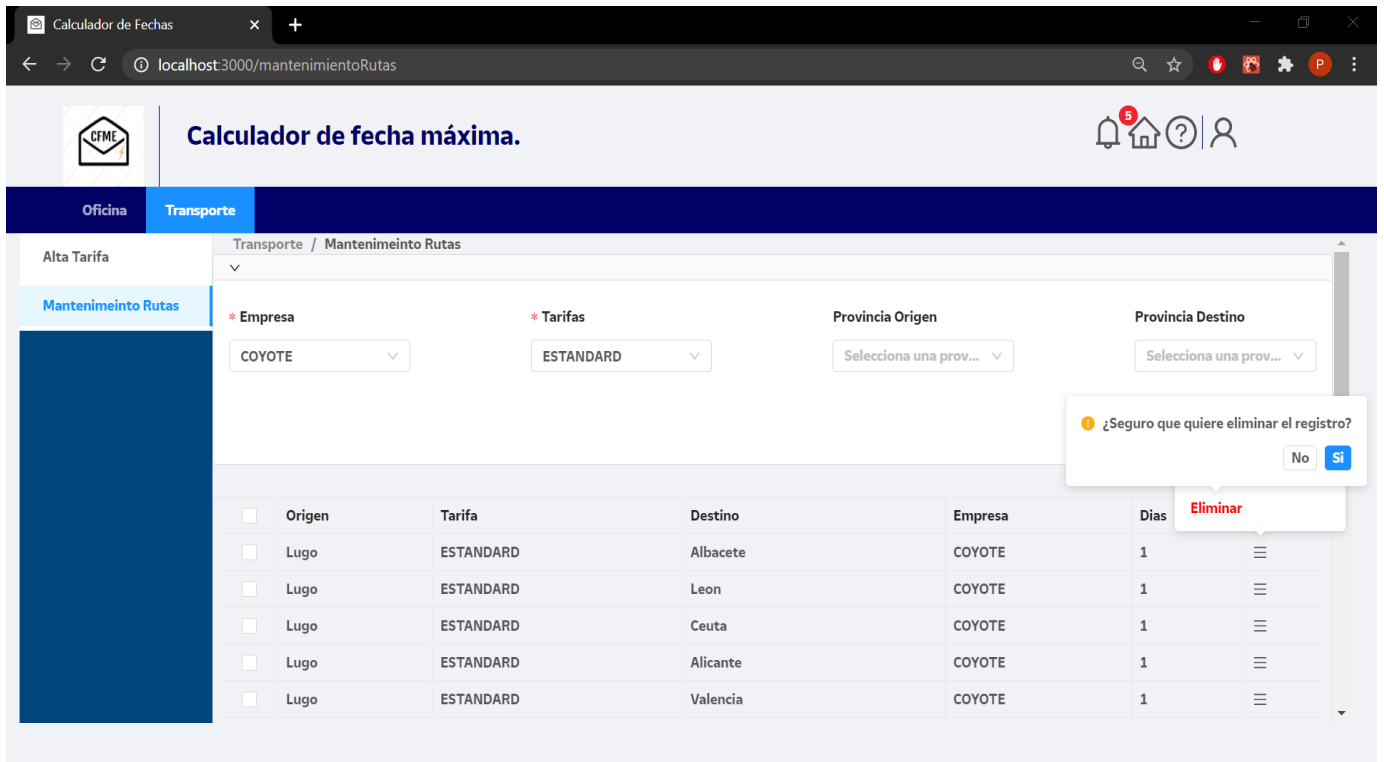 Calculador de Fechas
localhost:3000/mantenimientoRutas
P
CFME
Calculador de fecha máxima.
5
Oficina
Transporte
Alta Tarifa
Mantenimeinto Rutas
Transporte / Mantenimeinto Rutas
* Empresa * Tarifas Provincia Origen Provincia Destino
COYOTE ESTANDARD Selecciona una prov... Selecciona una prov...
¿Seguro que quiere eliminar el registro?
No Si
Eliminar
Origen Tarifa Destino Empresa Dias
Lugo ESTANDARD Albacete COYOTE 1
Lugo ESTANDARD Leon COYOTE 1
Lugo ESTANDARD Ceuta COYOTE 1
Lugo ESTANDARD Alicante COYOTE 1
Lugo ESTANDARD Valencia COYOTE 1